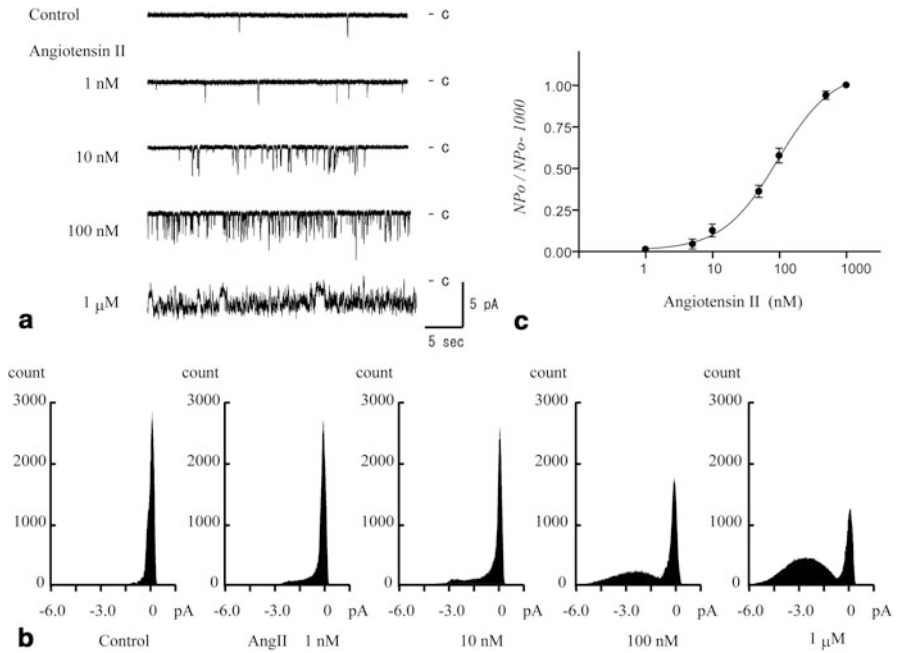 Control
- C
Angiotensin II
1 nM
- C
10 nM
- C
100 nM
- C
1 µM
- C
5 pA
5 sec
a
NPo / NPo- 1000
1.00
0.75
0.50
0.25
0.00
1 10 100 1000
Angiotensin II (nM)
c
count count count count count
3000 3000 3000 3000 3000
2000 2000 2000 2000 2000
1000 1000 1000 1000 1000
0 0 0 0 0
-6.0 -3.0 0 pA -6.0 -3.0 0 pA -6.0 -3.0 0 pA -6.0 -3.0 0 pA -6.0 -3.0 0 pA
b Control AngII 1 nM 10 nM 100 nM 1 µM